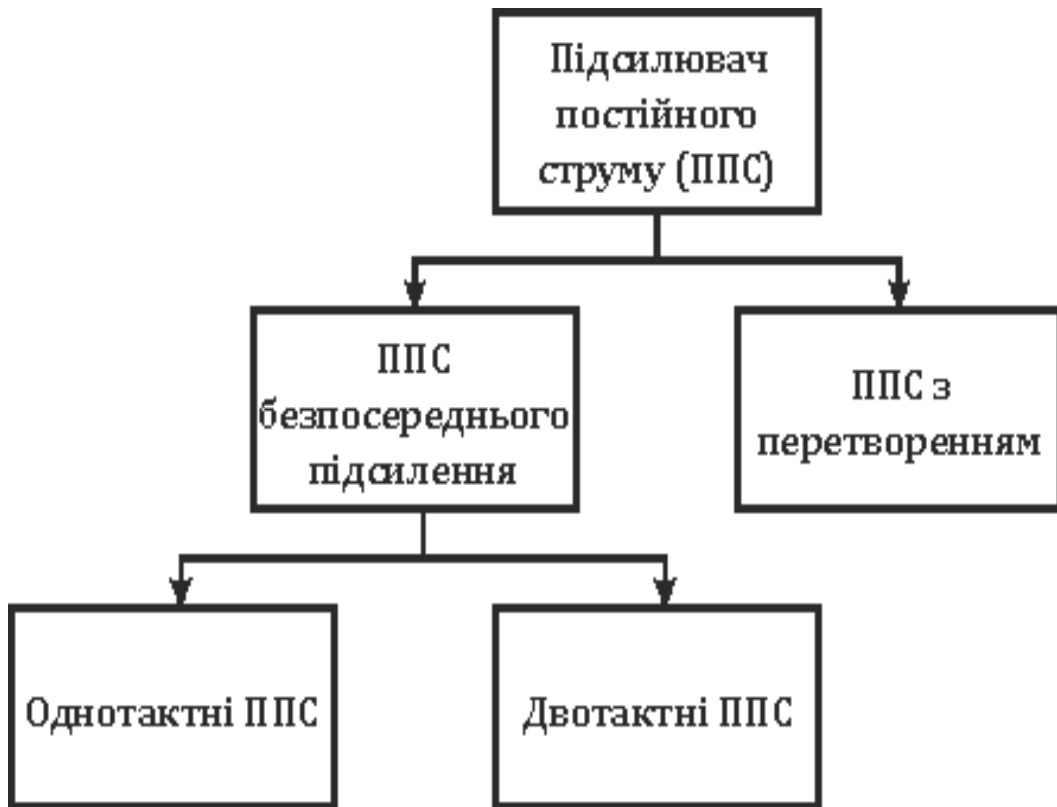 Підсилювач
постійного
струму (ППС)
ППС
безпосереднього
підсилення
ППС з
перетворенням
Однотактні ППС
Двотактні ППС